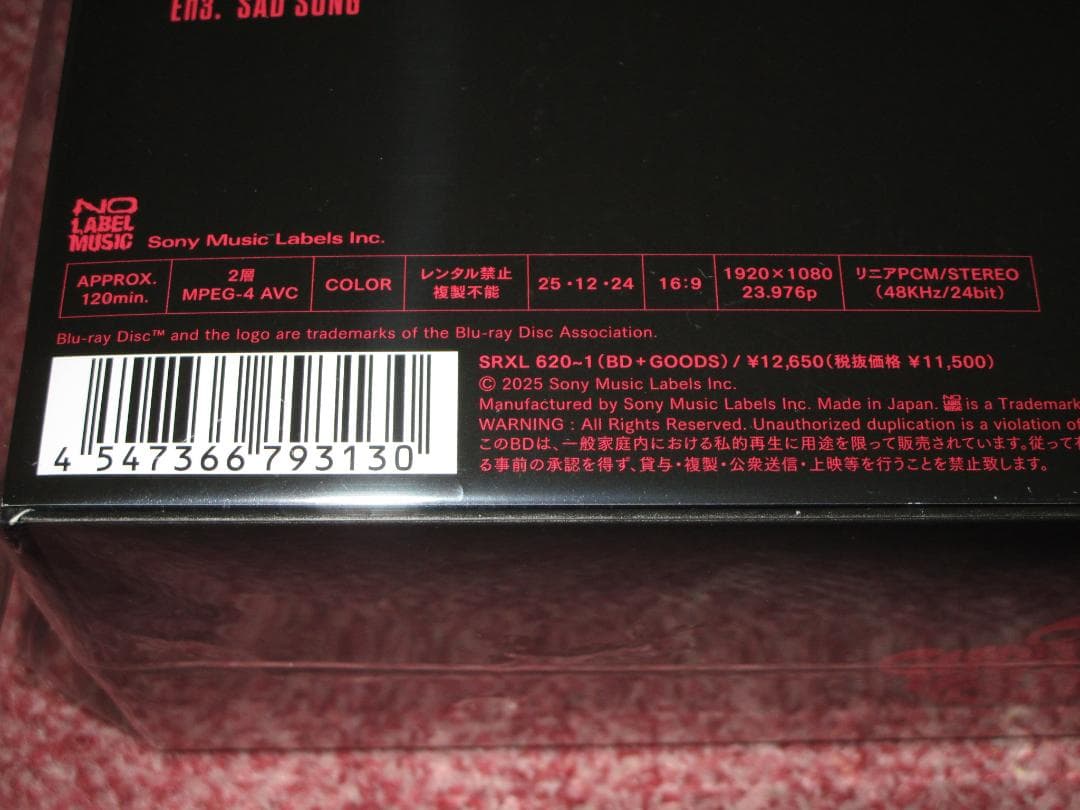 En3. SAD SONG
NO
LABEL
MUSIC
Sony Music Labels Inc.
APPROX.
120min.
2層
MPEG-4 AVC
COLOR
レンタル禁止
複製不能
25・12・24
16:9
1920×1080
23.976p
リニアPCM/STEREO
(48KHz/24bit)
Blu-ray Disc™ and the logo are trademarks of the Blu-ray Disc Association.
SRXL 620~1(BD+GOODS)/ ¥12,650(税抜価格 ¥11,500)
© 2025 Sony Music Labels Inc.
Manufactured by Sony Music Labels Inc. Made in Japan. is a Trademark
WARNING : All Rights Reserved. Unauthorized duplication is a violation of
このBDは、一般家庭内における私的再生に用途を限って販売されています。従って
る事前の承認を得ず、貸与・複製・公衆送信・上映等を行うことを禁止致します。
4 547366 793130